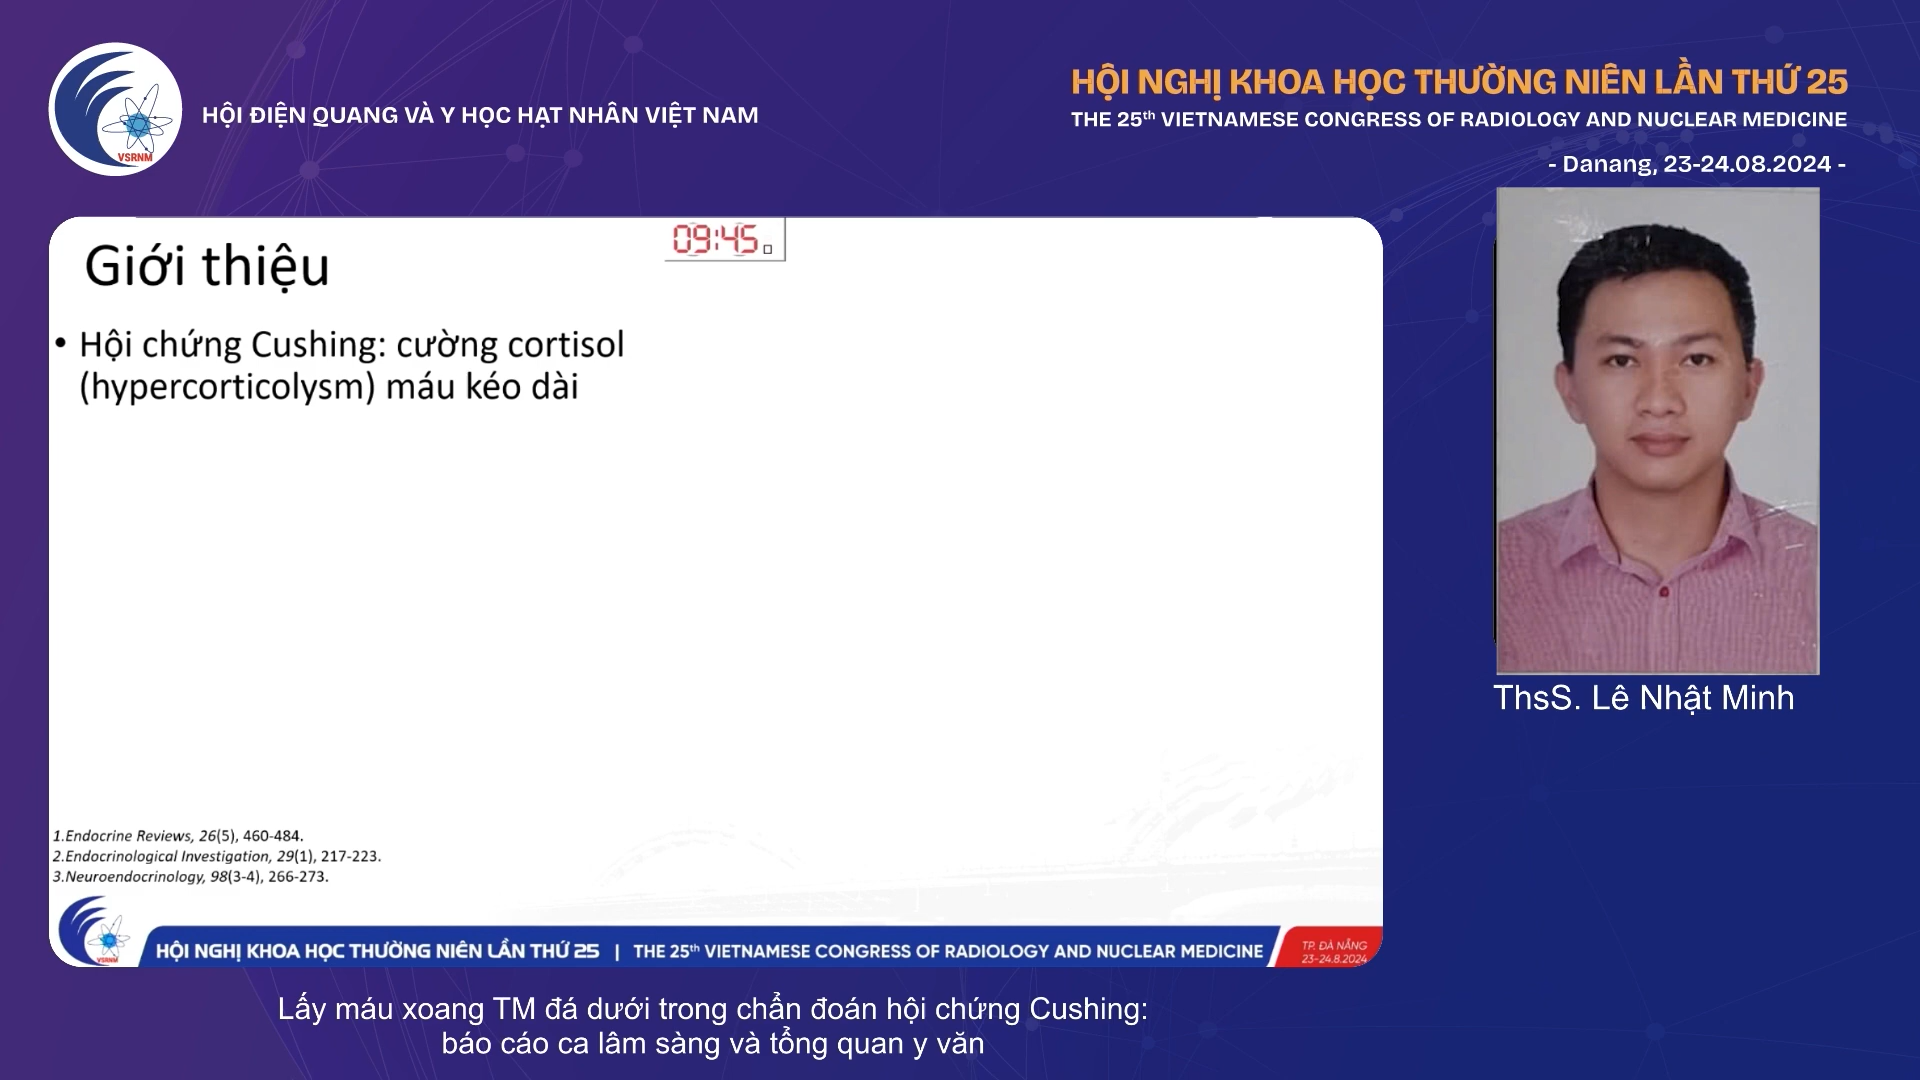 VSRNM
HỘI ĐIỆN QUANG VÀ Y HỌC HẠT NHÂN VIỆT NAM
HỘI NGHỊ KHOA HỌC THƯỜNG NIÊN LẦN THỨ 25
THE 25th VIETNAMESE CONGRESS OF RADIOLOGY AND NUCLEAR MEDICINE
- Danang, 23-24.08.2024 -
09:45
Giới thiệu
• Hội chứng Cushing: cường cortisol
(hypercorticolysm) máu kéo dài
1.Endocrine Reviews, 26(5), 460-484.
2.Endocrinological Investigation, 29(1), 217-223.
3.Neuroendocrinology, 98(3-4), 266-273.
VSRNM
HỘI NGHỊ KHOA HỌC THƯỜNG NIÊN LẦN THỨ 25 | THE 25th VIETNAMESE CONGRESS OF RADIOLOGY AND NUCLEAR MEDICINE
TP. ĐÀ NẴNG
23-24.8.2024
ThsS. Lê Nhật Minh
Lấy máu xoang TM đá dưới trong chẩn đoán hội chứng Cushing:
báo cáo ca lâm sàng và tổng quan y văn